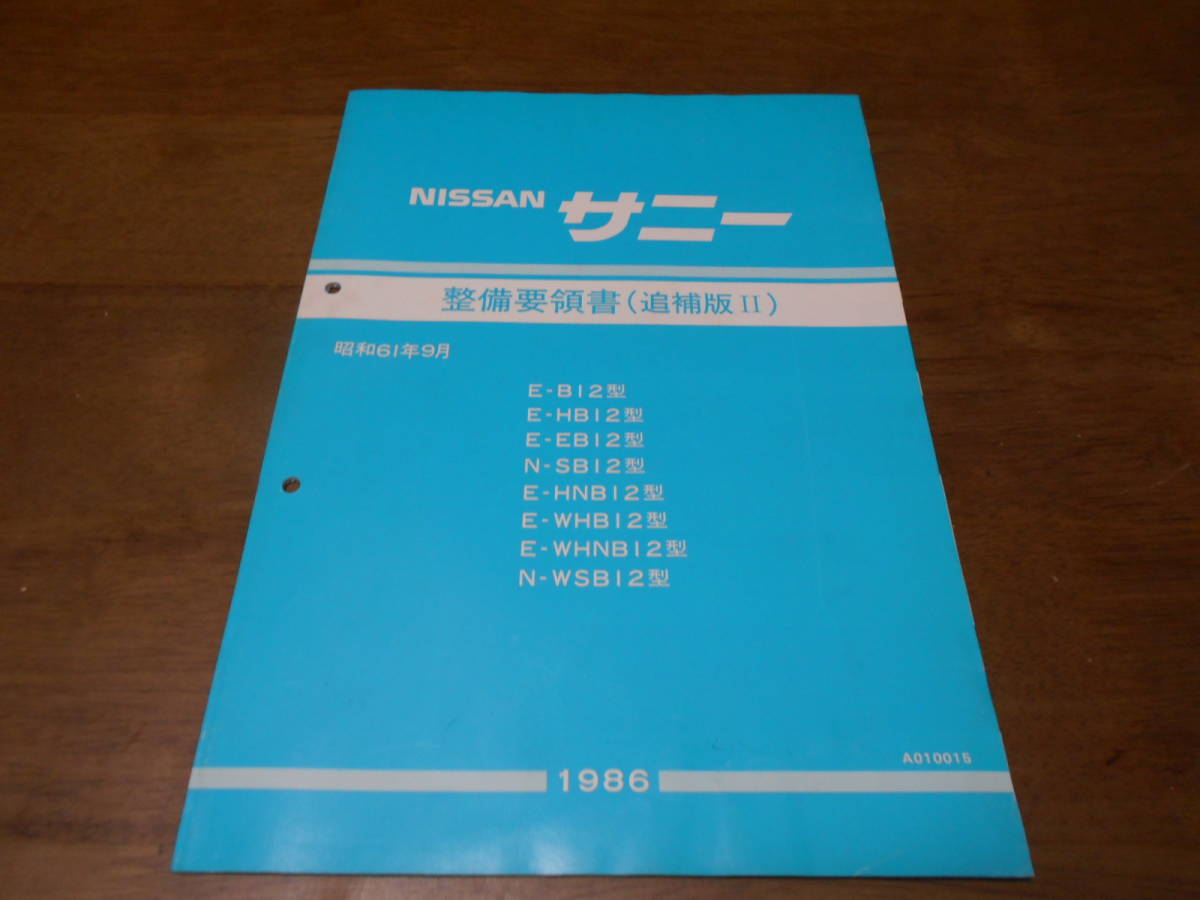 NISSAN サニー
整備要領書(追補版 II)
昭和61年9月
E-B12型
E-HB12型
E-EB12型
N-SB12型
E-HNB12型
E-WHB12型
E-WHNB12型
N-WSB12型
A010015
1986